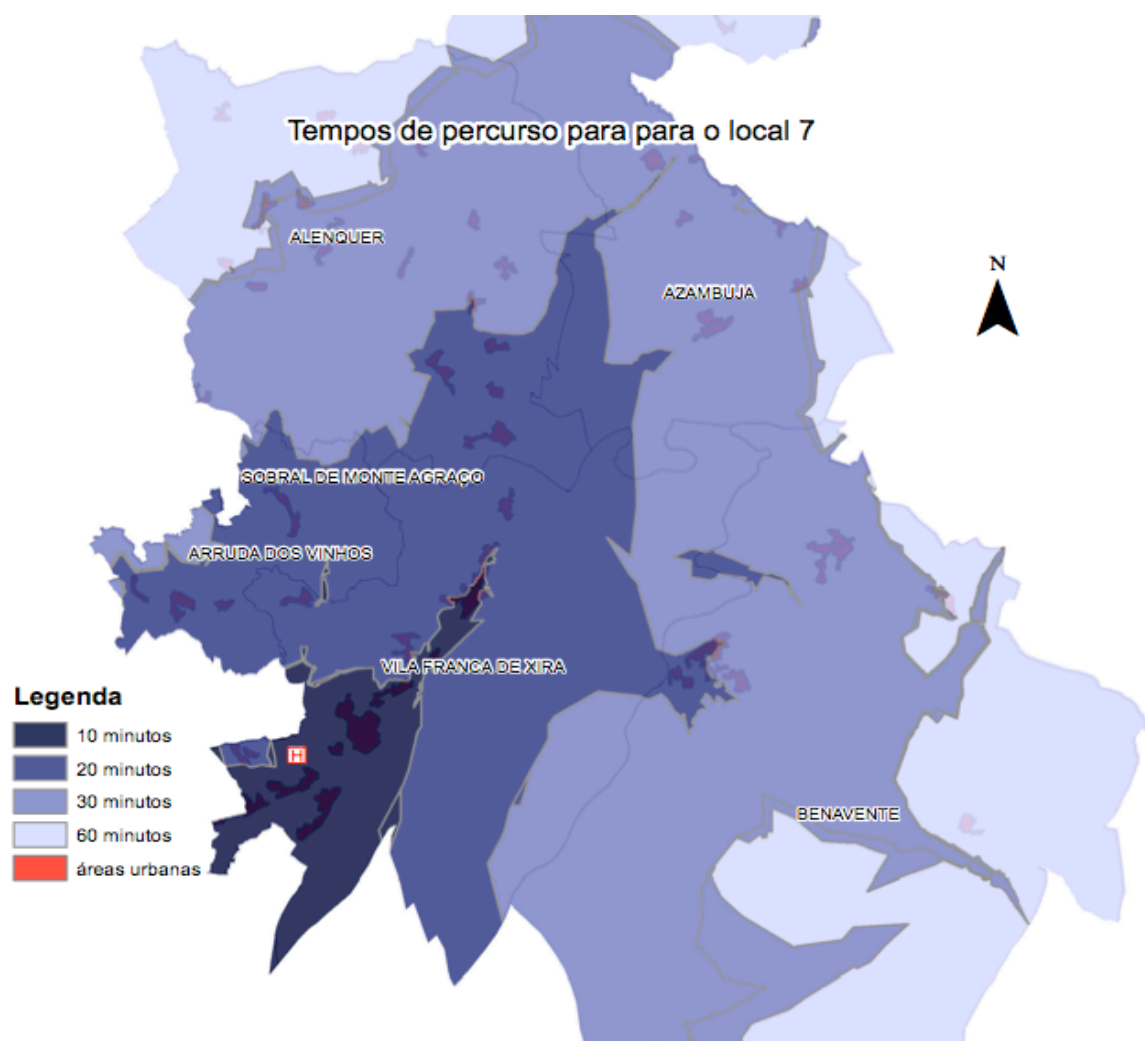 Tempos de percurso para para o local 7
ALENQUER
N
AZAMBUJA
SOBRAL DE MONTE AGRAÇO
ARRUDA DOS VINHOS
VILA FRANCA DE XIRA
Legenda
10 minutos
H
20 minutos
30 minutos
60 minutos
BENAVENTE
áreas urbanas